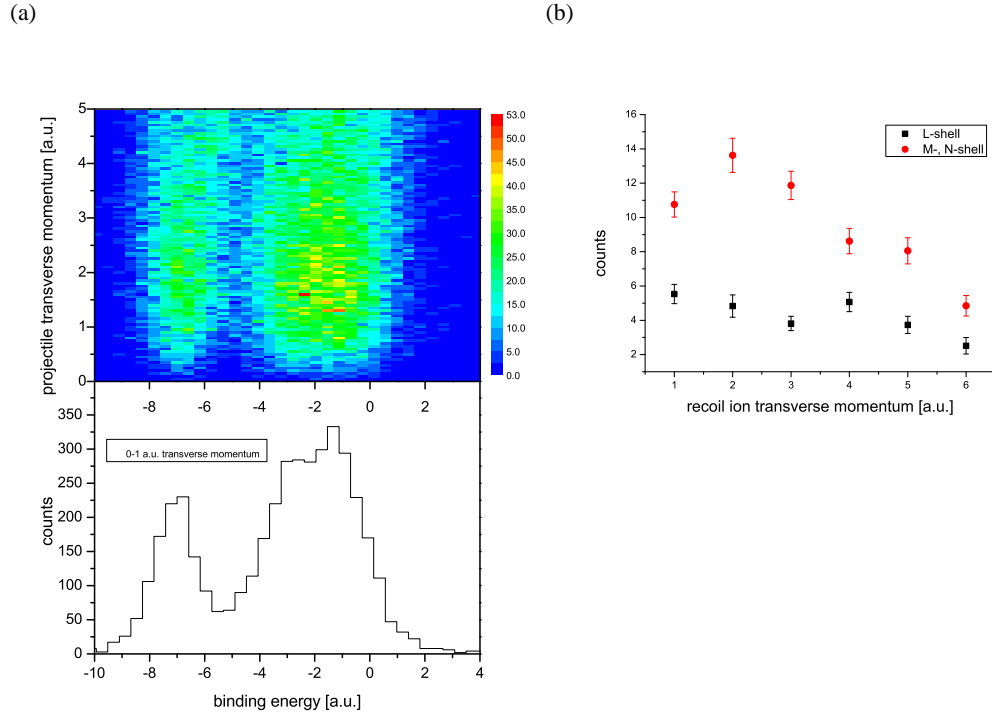 (a)
(b)
projectile transverse momentum [a.u.]
5
4
3
2
1
0
53.0
50.0
45.0
40.0
35.0
30.0
25.0
20.0
15.0
10.0
5.0
0.0
-8 -6 -4 -2 0 2
counts
350
300
250
200
150
100
50
0
0-1 a.u. transverse momentum
-10 -8 -6 -4 -2 0 2 4
binding energy [a.u.]
counts
16
14
12
10
8
6
4
2
L-shell
M-, N-shell
1 2 3 4 5 6
recoil ion transverse momentum [a.u.]